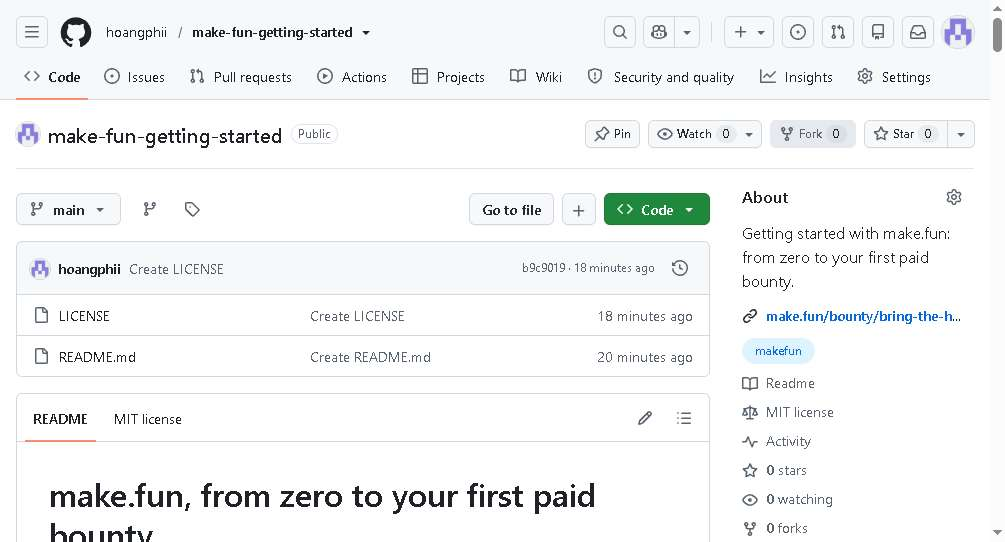 hoangphii / make-fun-getting-started
Code Issues Pull requests Actions Projects Wiki Security and quality Insights Settings
make-fun-getting-started Public
Pin Watch 0 Fork 0 Star 0
main Go to file Code
hoangphii Create LICENSE b9c9019 · 18 minutes ago
LICENSE Create LICENSE 18 minutes ago
README.md Create README.md 20 minutes ago
README MIT license
make.fun, from zero to your first paid
bounty
About
Getting started with make.fun:
from zero to your first paid
bounty.
make.fun/bounty/bring-the-h...
makefun
Readme
MIT license
Activity
0 stars
0 watching
0 forks